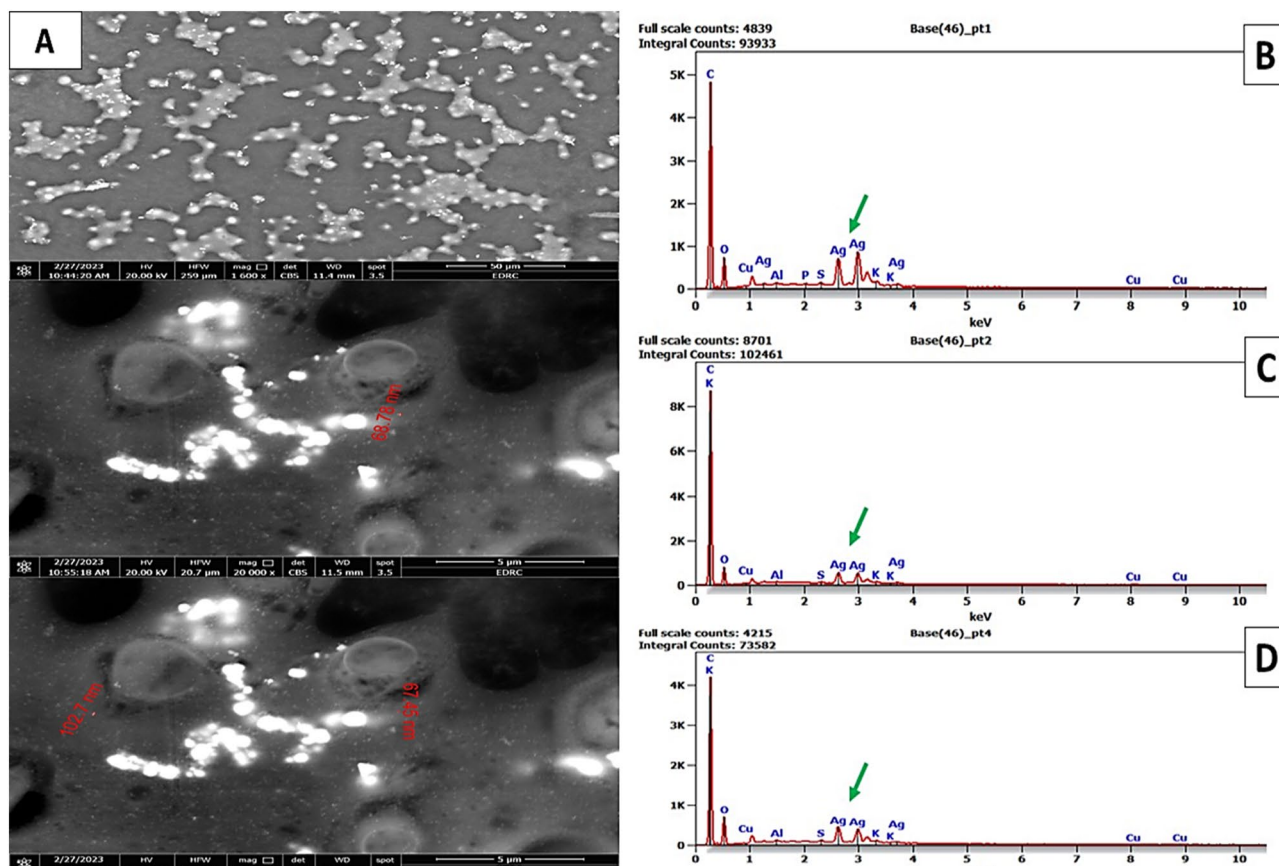 A
2/27/2023 HV HFW mag det WD spot 50 µm
10:44:20 AM 20.00 kV 259 µm 1 600 x CBS 11.4 mm 3.5 EDRC
68.78 nm
2/27/2023 HV HFW mag det WD spot 5 µm
10:55:18 AM 20.00 kV 20.7 µm 20 000 x CBS 11.5 mm 3.5 EDRC
102.7 nm
67.45 nm
2/27/2023 HV HFW mag det WD spot 5 µm
Full scale counts: 4839 Base(46)_pt1
Integral Counts: 93933
B
5K
4K
3K
2K
1K
0
C
O
Cu Ag
Al
P
S
Ag
Ag
K
K
Ag
Cu
Cu
0 1 2 3 4 5 6 7 8 9 10
keV
Full scale counts: 8701 Base(46)_pt2
Integral Counts: 102461
C
8K
6K
4K
2K
0
C
K
O
Cu
Al
S
Ag
Ag
K
K
Ag
Cu
Cu
0 1 2 3 4 5 6 7 8 9 10
keV
Full scale counts: 4215 Base(46)_pt4
Integral Counts: 73582
D
4K
3K
2K
1K
0
C
K
O
Cu
Al
S
Ag
Ag
K
K
Ag
Cu
Cu
0 1 2 3 4 5 6 7 8 9 10